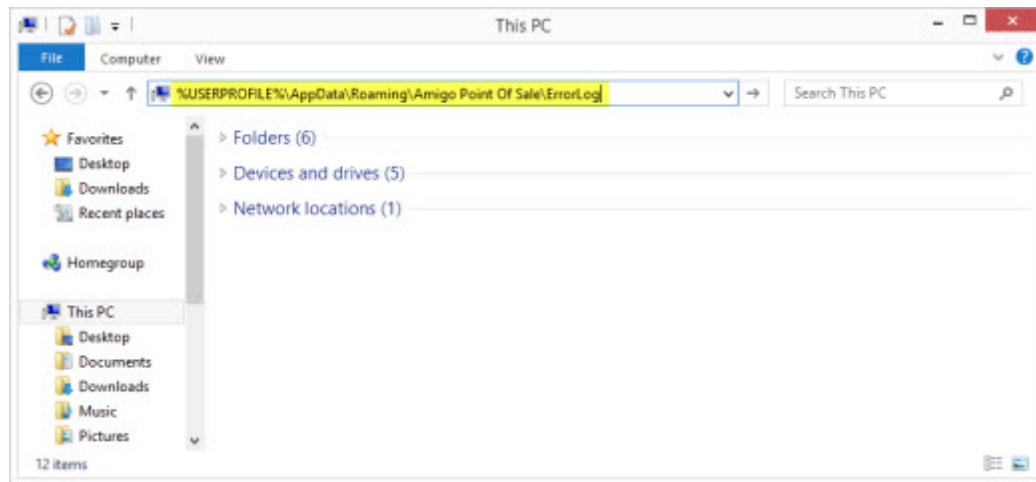 This PC
File Computer View
%USERPROFILE%\AppData\Roaming\Amigo Point Of Sale\ErrorLog
Search This PC
Favorites
Desktop
Downloads
Recent places
Homegroup
This PC
Desktop
Documents
Downloads
Music
Pictures
Folders (6)
Devices and drives (5)
Network locations (1)
12 items